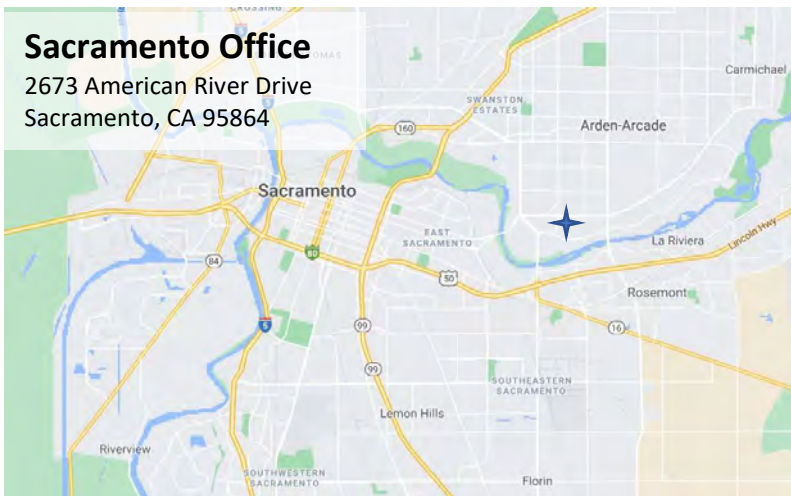 Sacramento Office
2673 American River Drive
Sacramento, CA 95864
CROSSING
Carmichael
SWANSTON
ESTATES
160
Arden-Arcade
Sacramento
EAST
SACRAMENTO
La Riviera
Lincoln Hwy
80
84
50
Rosemont
5
99
16
99
SOUTHEASTERN
SACRAMENTO
Lemon Hills
Riverview
SOUTHWESTERN
SACRAMENTO
Florin